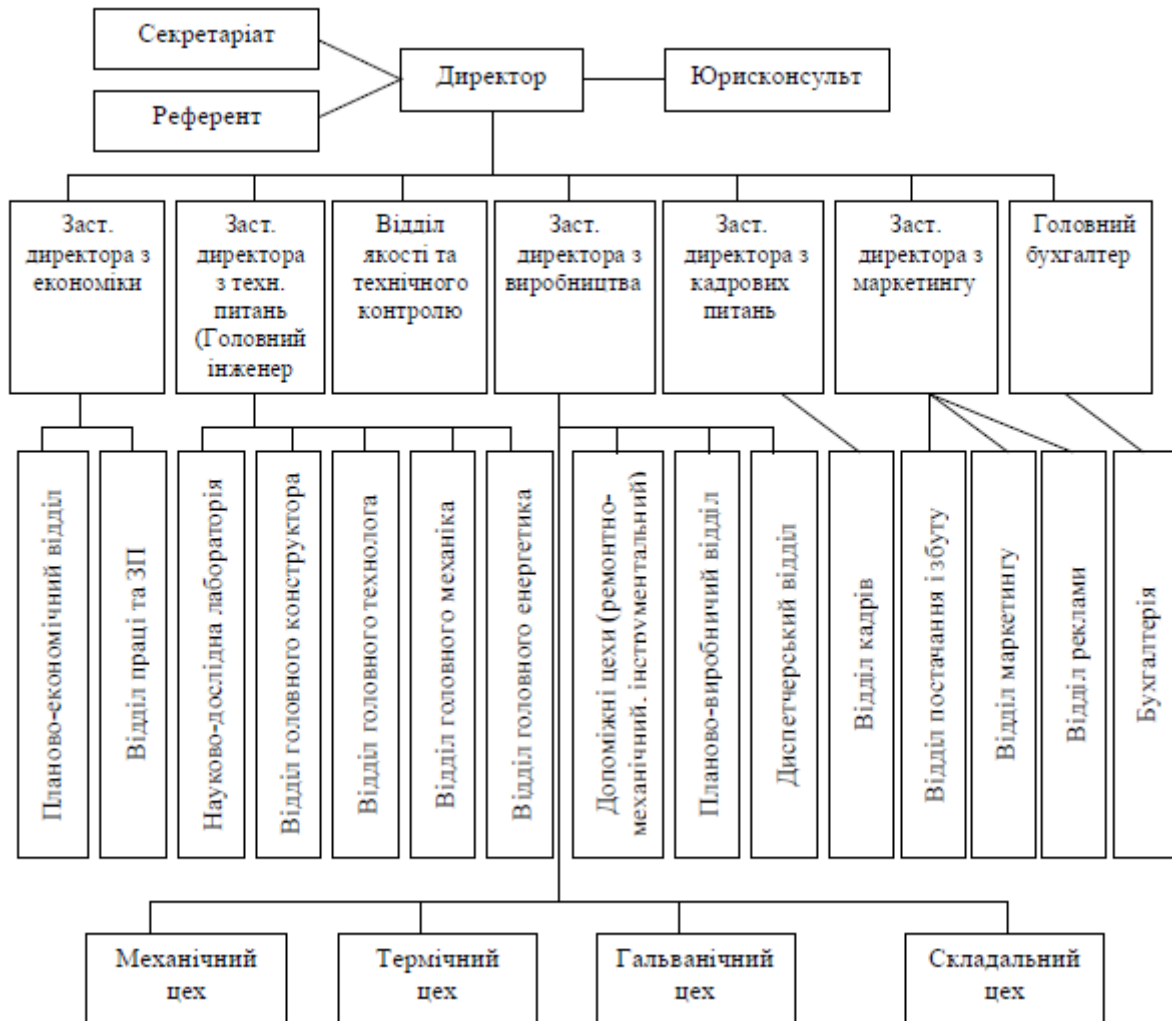 Секретаріат
Директор
Юрисконсульт
Референт
Заст.
директора з
економіки
Заст.
директора
з техн.
питань
(Головний
інженер
Відділ
якості та
технічного
контролю
Заст.
директора з
виробництва
Заст.
директора з
кадрових
питань
Заст.
директора з
маркетингу
Головний
бухгалтер
Планово-економічний відділ
Відділ праці та ЗП
Науково-дослідна лабораторія
Відділ головного конструктора
Відділ головного технолога
Відділ головного механіка
Відділ головного енергетика
Допоміжні цехи (ремонтно-
механічний, інструментальний)
Планово-виробничий відділ
Диспетчерський відділ
Відділ кадрів
Відділ постачання і збуту
Відділ маркетингу
Відділ реклами
Бухгалтерія
Механічний
цех
Термічний
цех
Гальванічний
цех
Складальний
цех